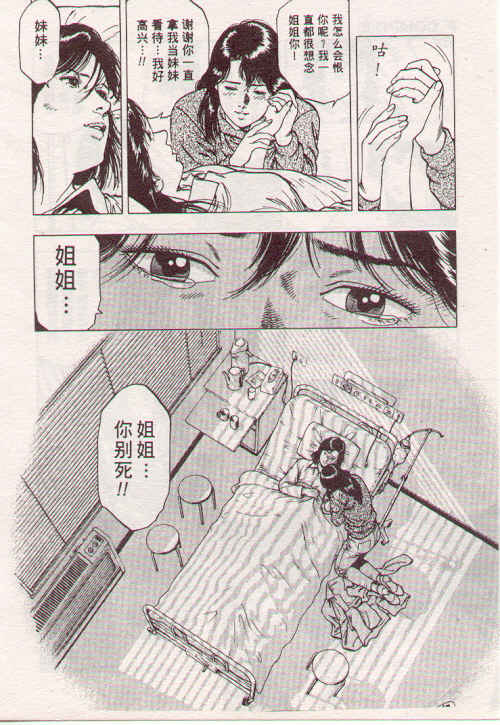 咕！
我怎么会恨
你呢？我一
直都很想念
姐姐你！
谢谢你一直
拿我当妹妹
看待…我好
高兴…!!
妹妹…
姐姐…
姐姐…
你别死!!